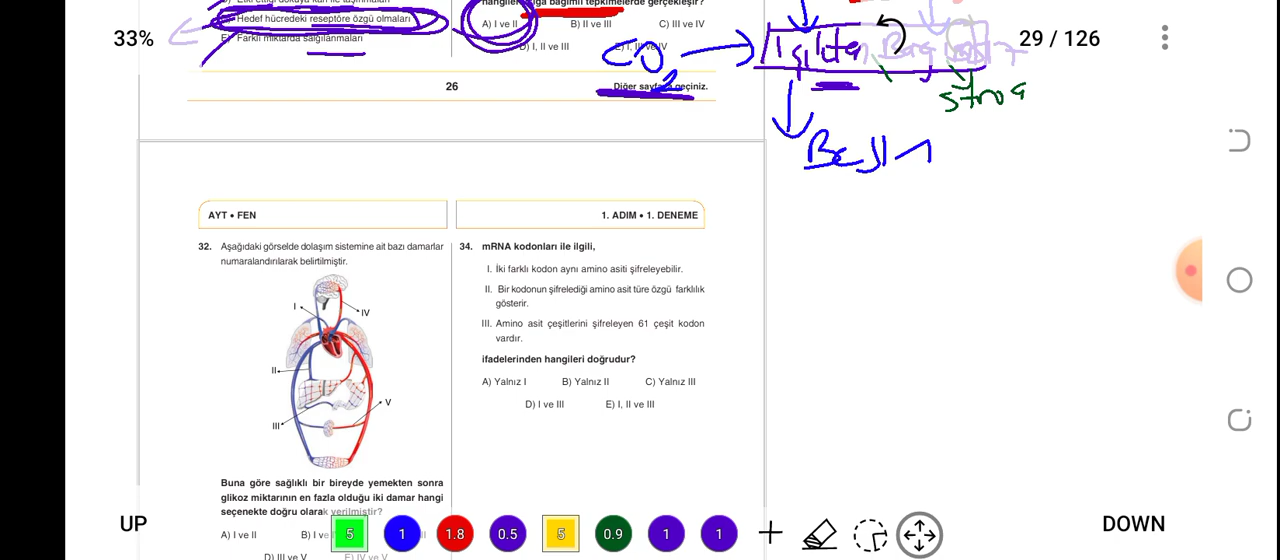 33%
29 / 126
Hedef hücredeki reseptöre özgü olmaları
Farklı miktarda salgılanmaları
A) I ve II B) II ve III C) III ve IV
D) I, II ve III
CO2
Işıktan Bağımsız
26
Diğer sayfaya geçiniz.
AYT • FEN
1. ADIM • 1. DENEME
32. Aşağıdaki görselde dolaşım sistemine ait bazı damarlar
numaralandırılarak belirtilmiştir.
I
IV
II
V
III
Buna göre sağlıklı bir bireyde yemekten sonra
glikoz miktarının en fazla olduğu iki damar hangi
seçenekte doğru olarak verilmiştir?
A) I ve II
D) III ve V E) IV ve V
34. mRNA kodonları ile ilgili,
I. İki farklı kodon aynı amino asiti şifreleyebilir.
II. Bir kodonun şifrelediği amino asit türe özgü farklılık
gösterir.
III. Amino asit çeşitlerini şifreleyen 61 çeşit kodon
vardır.
ifadelerinden hangileri doğrudur?
A) Yalnız I B) Yalnız II C) Yalnız III
D) I ve III E) I, II ve III
UP
5 1 1.8 0.5 5 0.9 1 1
DOWN